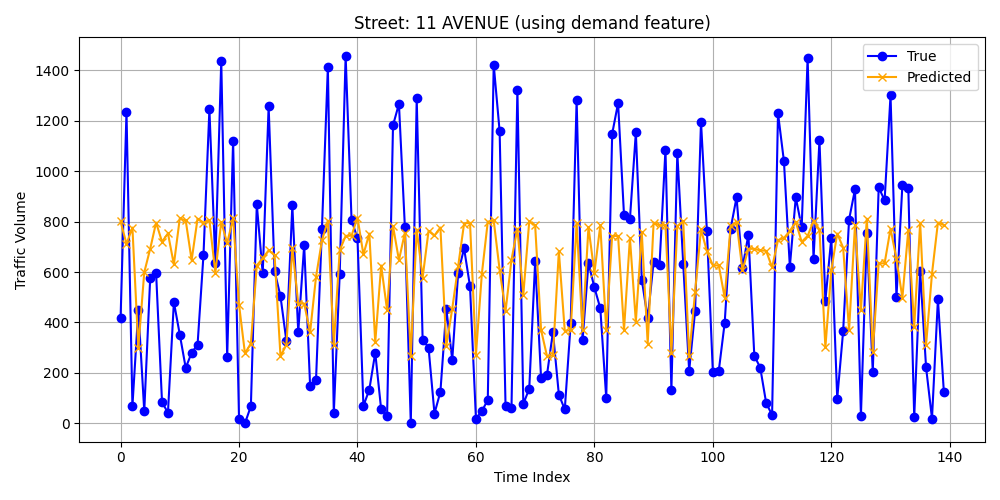 Street: 11 AVENUE (using demand feature)
True
Predicted
Traffic Volume
1400
1200
1000
800
600
400
200
0
0 20 40 60 80 100 120 140
Time Index